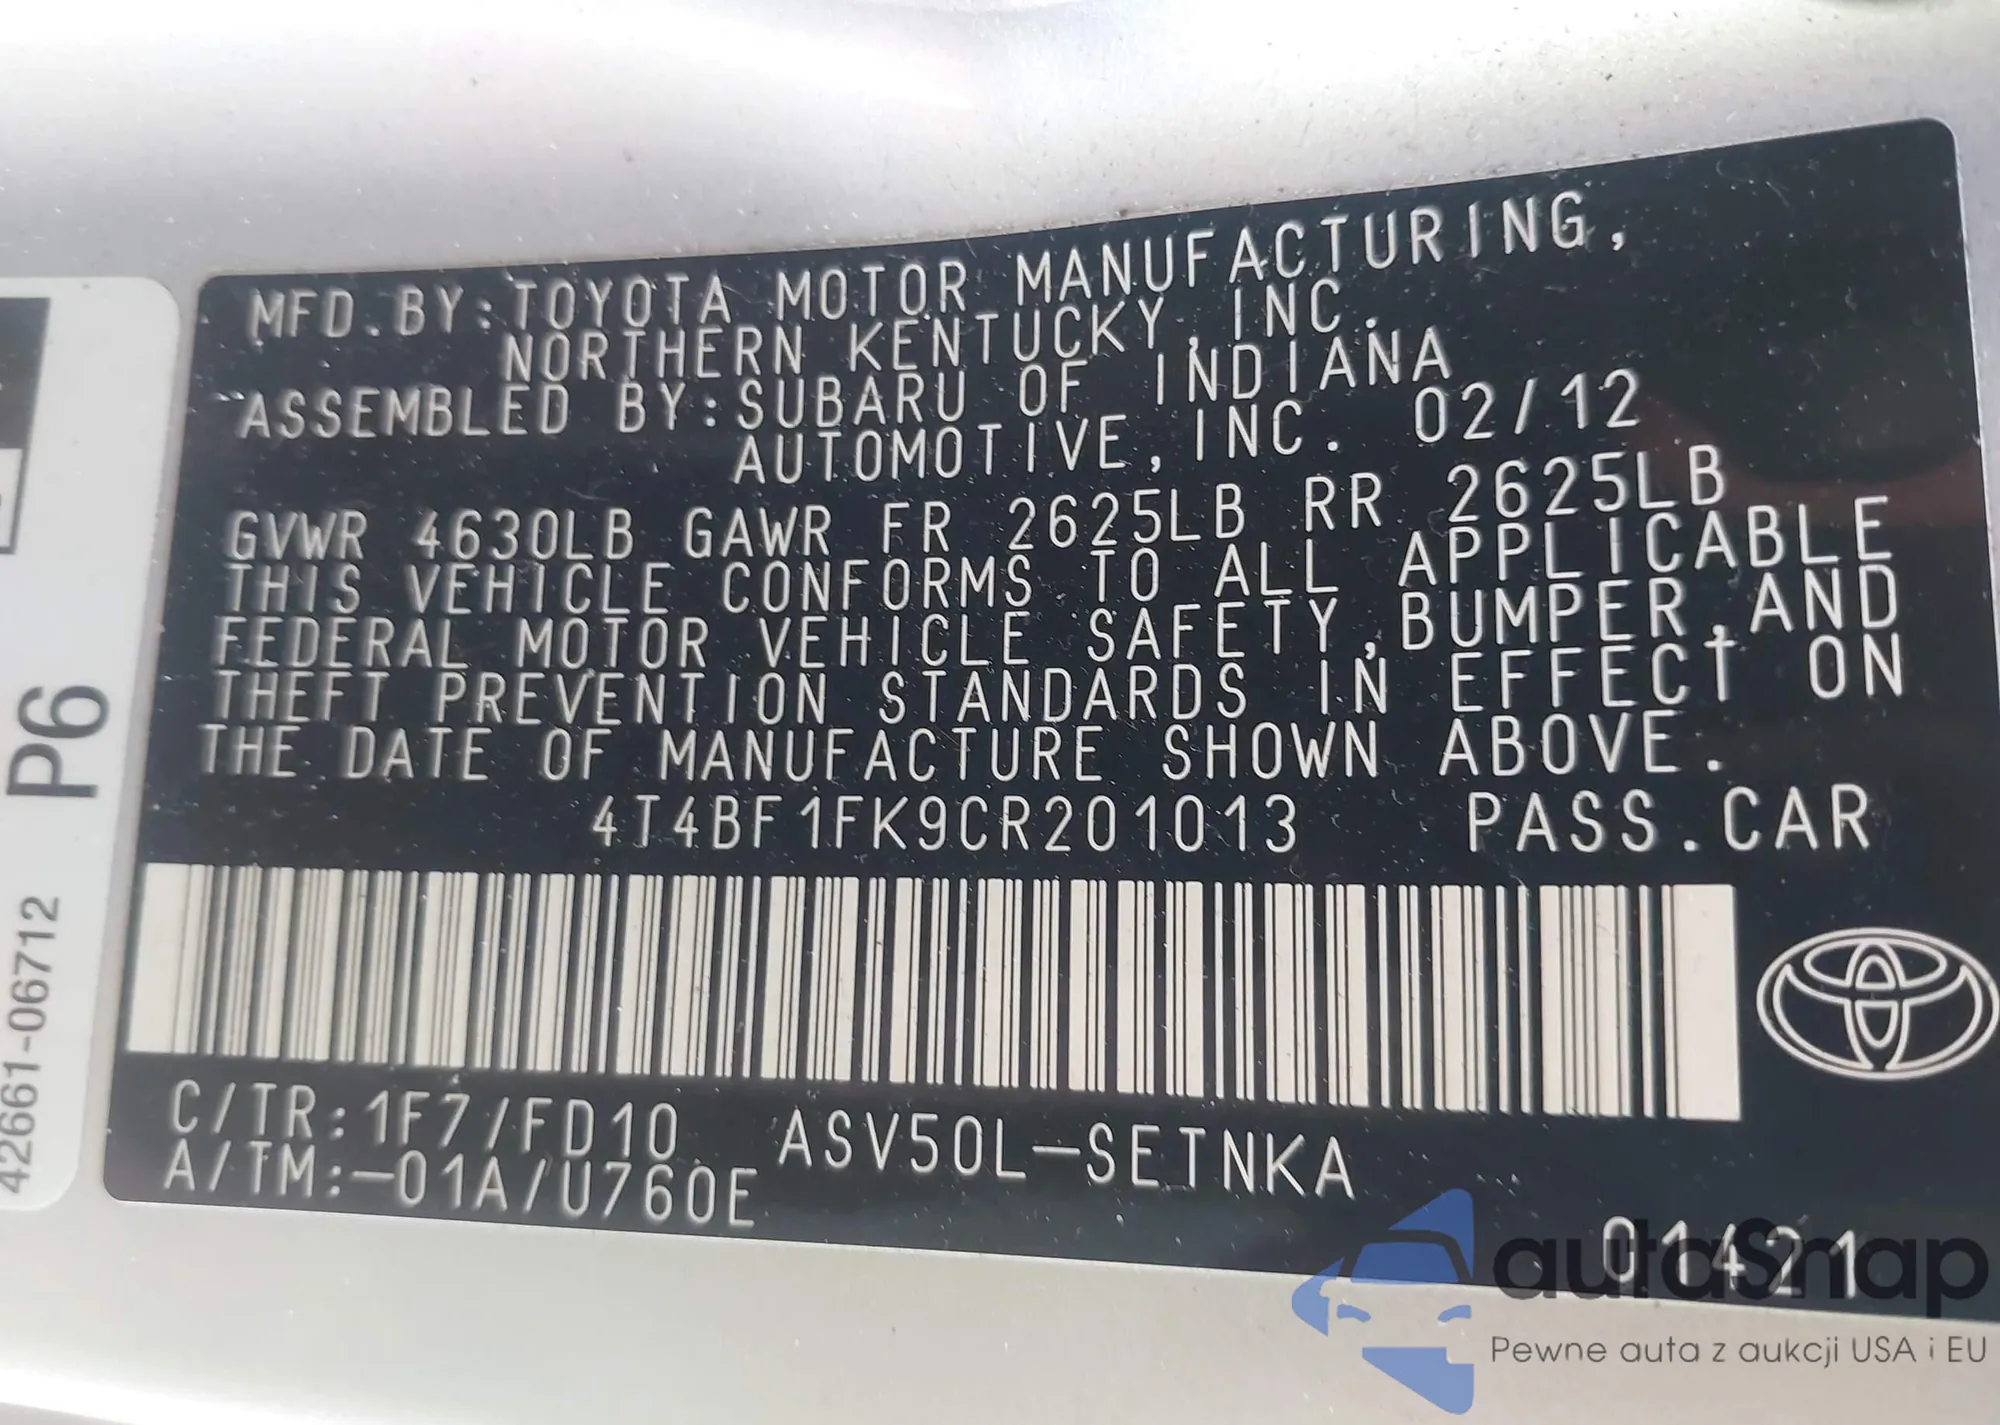 MFD.BY:TOYOTA MOTOR MANUFACTURING,
NORTHERN KENTUCKY,INC.
ASSEMBLED BY:SUBARU OF INDIANA
AUTOMOTIVE,INC. 02/12
GVWR 4630LB GAWR FR 2625LB RR 2625LB
THIS VEHICLE CONFORMS TO ALL APPLICABLE
FEDERAL MOTOR VEHICLE SAFETY,BUMPER,AND
THEFT PREVENTION STANDARDS IN EFFECT ON
THE DATE OF MANUFACTURE SHOWN ABOVE.
4T4BF1FK9CR201013 PASS.CAR
C/TR:1F7/FD10 ASV50L-SETNKA
A/TM:-01A/U760E
01421
P6
42661-06712
autaSnap
Pewne auta z aukcji USA i EU